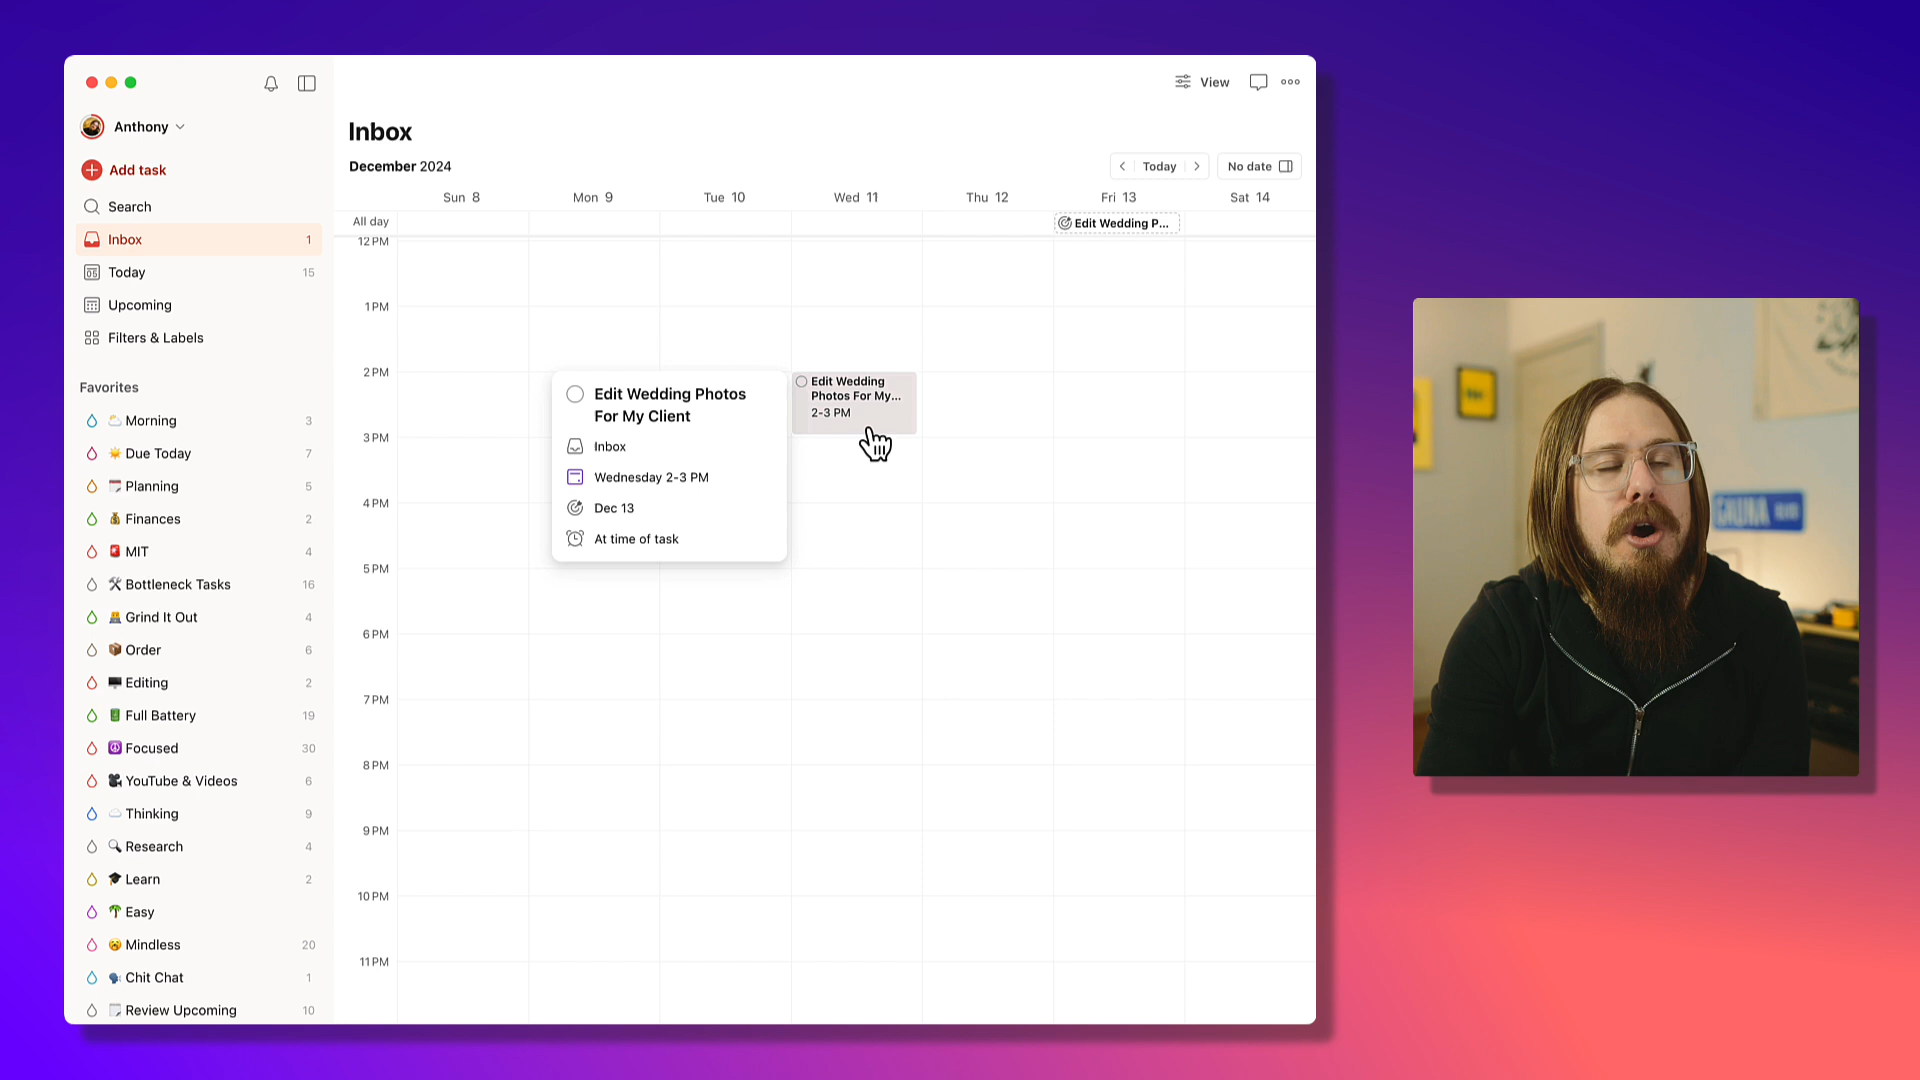 Anthony
Add task
Search
Inbox 1
Today 15
Upcoming
Filters & Labels
Favorites
Morning 3
Due Today 7
Planning 5
Finances 2
MIT 4
Bottleneck Tasks 16
Grind It Out 4
Order 6
Editing 2
Full Battery 19
Focused 30
YouTube & Videos 6
Thinking 9
Research 4
Learn 2
Easy
Mindless 20
Chit Chat 1
Review Upcoming 10
View
Inbox
December 2024
Today
No date
Sun 8 Mon 9 Tue 10 Wed 11 Thu 12 Fri 13 Sat 14
All day
Edit Wedding P...
12 PM
1 PM
2 PM
3 PM
4 PM
5 PM
6 PM
7 PM
8 PM
9 PM
10 PM
11 PM
Edit Wedding Photos
For My Client
Inbox
Wednesday 2-3 PM
Dec 13
At time of task
Edit Wedding
Photos For My...
2-3 PM